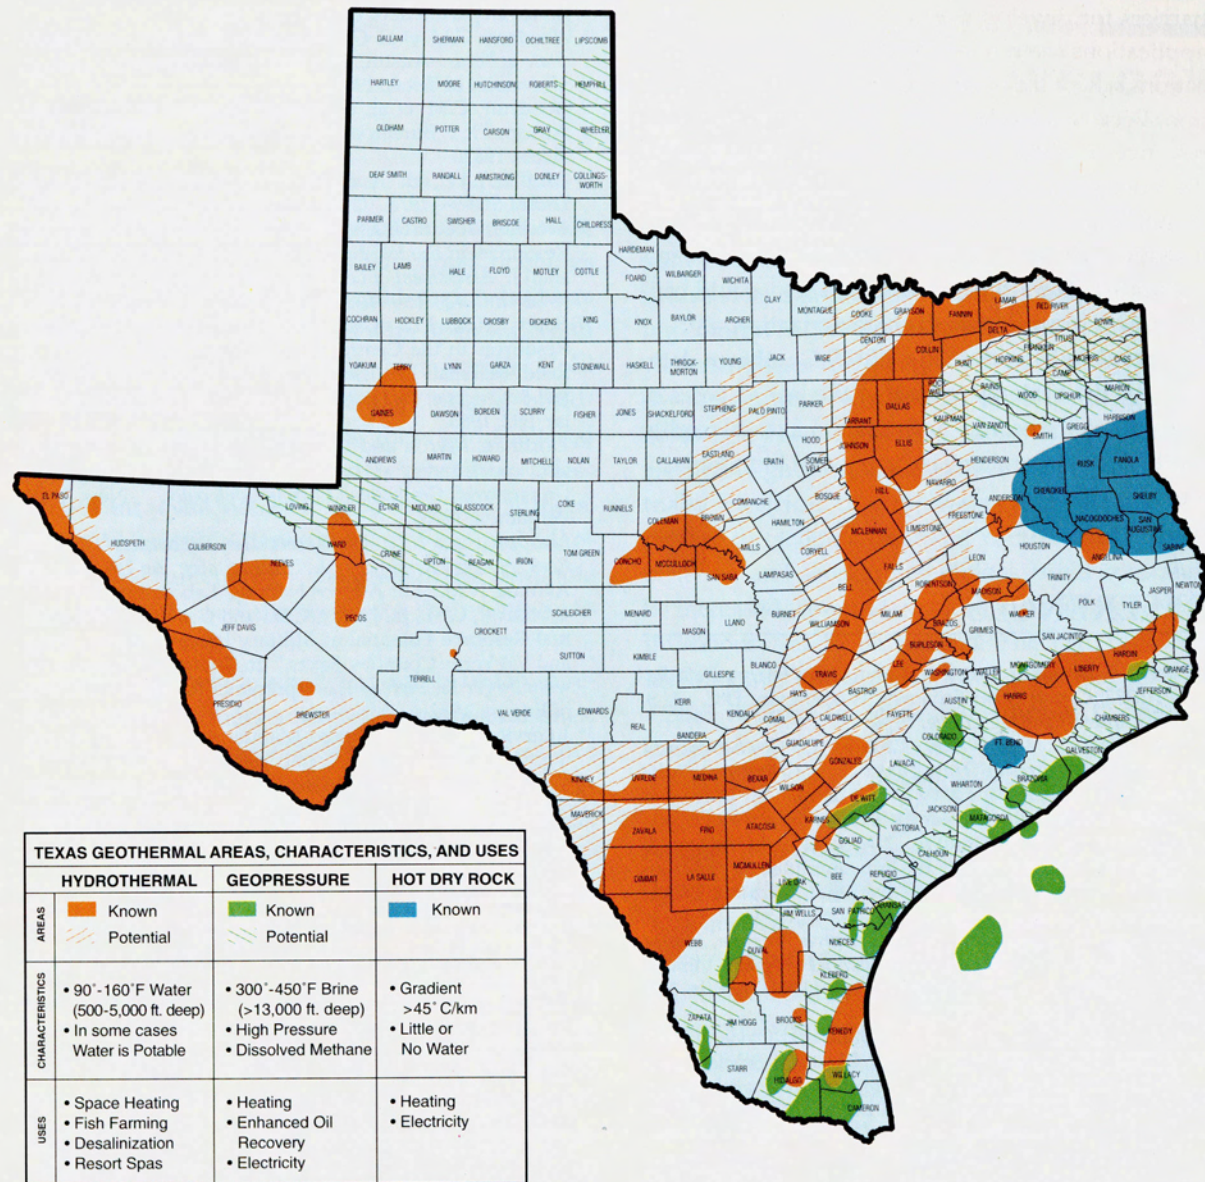 DALLAM SHERMAN HANSFORD OCHILTREE LIPSCOMB
HARTLEY MOORE HUTCHINSON ROBERTS HEMPHILL
OLDHAM POTTER CARSON GRAY WHEELER
DEAF SMITH RANDALL ARMSTRONG DONLEY COLLINGS-
WORTH
PARMER CASTRO SWISHER BRISCOE HALL CHILDRESS
HARDEMAN
BAILEY LAMB HALE FLOYD MOTLEY COTTLE FOARD WILBARGER WICHITA
CLAY MONTAGUE COOKE GRAYSON FANNIN LAMAR RED RIVER BOWIE
COCHRAN HOCKLEY LUBBOCK CROSBY DICKENS KING KNOX BAYLOR ARCHER
DELTA TITUS FRANKLIN MORRIS CASS CAMP HOPKINS HUNT
YOAKUM TERRY LYNN GARZA KENT STONEWALL HASKELL THROCK-
MORTON YOUNG JACK WISE DENTON COLLIN
RAINS WOOD UPSHUR MARION
GAINES DAWSON BORDEN SCURRY FISHER JONES SHACKELFORD STEPHENS PALO PINTO PARKER TARRANT DALLAS KAUFMAN VAN ZANDT SMITH GREGG HARRISON
ANDREWS MARTIN HOWARD MITCHELL NOLAN TAYLOR CALLAHAN EASTLAND ERATH HOOD SOMER
VELL JOHNSON ELLIS HENDERSON RUSK PANOLA
EL PASO HUDSPETH CULBERSON LOVING WINKLER ECTOR MIDLAND GLASSCOCK STERLING COKE RUNNELS COLEMAN BROWN COMANCHE BOSQUE HILL NAVARRO ANDERSON CHEROKEE SHELBY
FREESTONE NACOGDOCHES SAN
AUGUSTINE SABINE
HAMILTON MCLENNAN LIMESTONE
REEVES WARD CRANE UPTON REAGAN IRION TOM GREEN CONCHO MCCULLOCH SAN SABA MILLS CORYELL FALLS LEON HOUSTON ANGELINA
LAMPASAS BELL ROBERTSON MADISON TRINITY POLK TYLER JASPER NEWTON
JEFF DAVIS PECOS CROCKETT SCHLEICHER MENARD MASON LLANO BURNET WILLIAMSON MILAM BRAZOS GRIMES WALKER SAN JACINTO
SUTTON KIMBLE GILLESPIE BLANCO TRAVIS LEE BURLESON WASHINGTON WALLER MONTGOMERY LIBERTY HARDIN ORANGE
PRESIDIO BREWSTER TERRELL VAL VERDE EDWARDS REAL KERR KENDALL BANDERA COMAL HAYS CALDWELL BASTROP FAYETTE AUSTIN HARRIS CHAMBERS JEFFERSON
GUADALUPE COLORADO FT. BEND GALVESTON
KINNEY UVALDE MEDINA BEXAR WILSON GONZALES LAVACA WHARTON BRAZORIA
MAVERICK ZAVALA FRIO ATACOSA KARNES DE WITT JACKSON MATAGORDA
VICTORIA GOLIAD CALHOUN
DIMMIT LA SALLE MCMULLEN LIVE OAK BEE REFUGIO
WEBB DUVAL JIM WELLS SAN PATRICIO ARANSAS
NUECES
KLEBERG
ZAPATA JIM HOGG BROOKS KENEDY
STARR HIDALGO WILLACY
CAMERON
TEXAS GEOTHERMAL AREAS, CHARACTERISTICS, AND USES
HYDROTHERMAL GEOPRESSURE HOT DRY ROCK
AREAS
Known Known Known
Potential Potential
CHARACTERISTICS
• 90°-160°F Water • 300°-450°F Brine • Gradient
(500-5,000 ft. deep) (>13,000 ft. deep) >45° C/km
• In some cases • High Pressure • Little or
Water is Potable • Dissolved Methane No Water
USES
• Space Heating • Heating • Heating
• Fish Farming • Enhanced Oil • Electricity
• Desalinization Recovery
• Resort Spas • Electricity